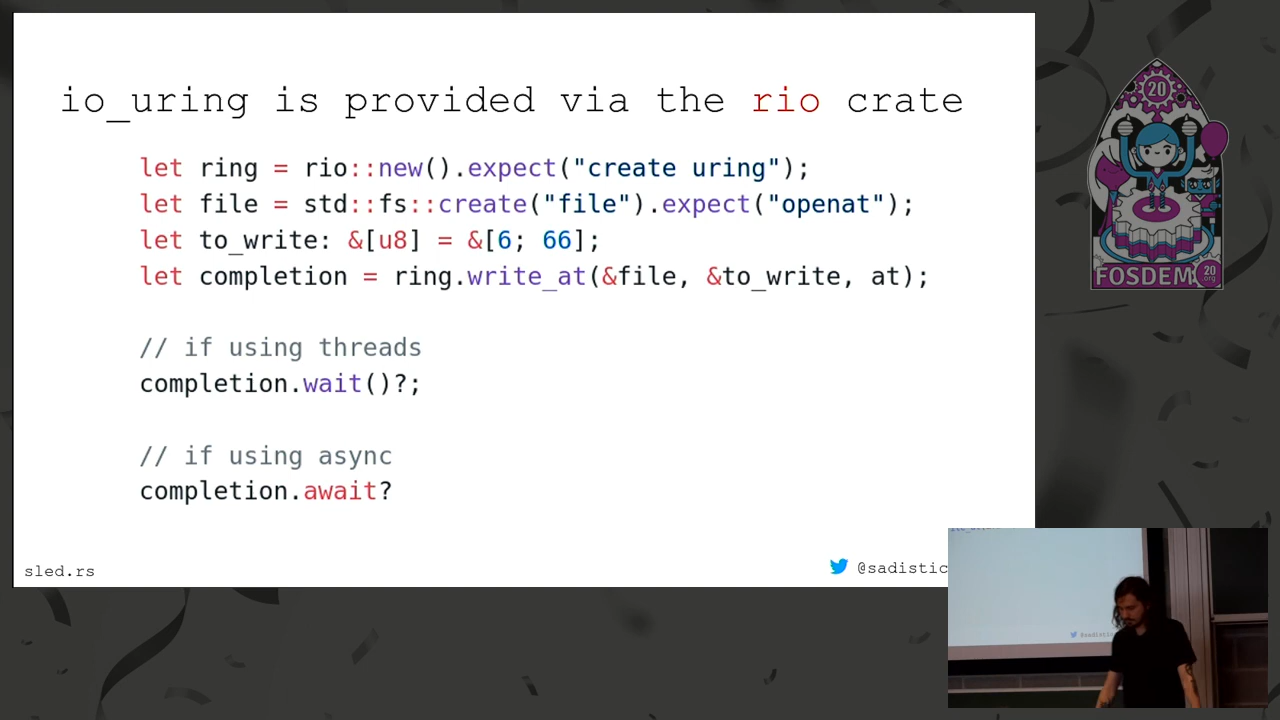 io_uring is provided via the rio crate
let ring = rio::new().expect("create uring");
let file = std::fs::create("file").expect("openat");
let to_write: &[u8] = &[6; 66];
let completion = ring.write_at(&file, &to_write, at);
// if using threads
completion.wait()?;
// if using async
completion.await?
sled.rs
@sadistic
20
FOSDEM
20
.org